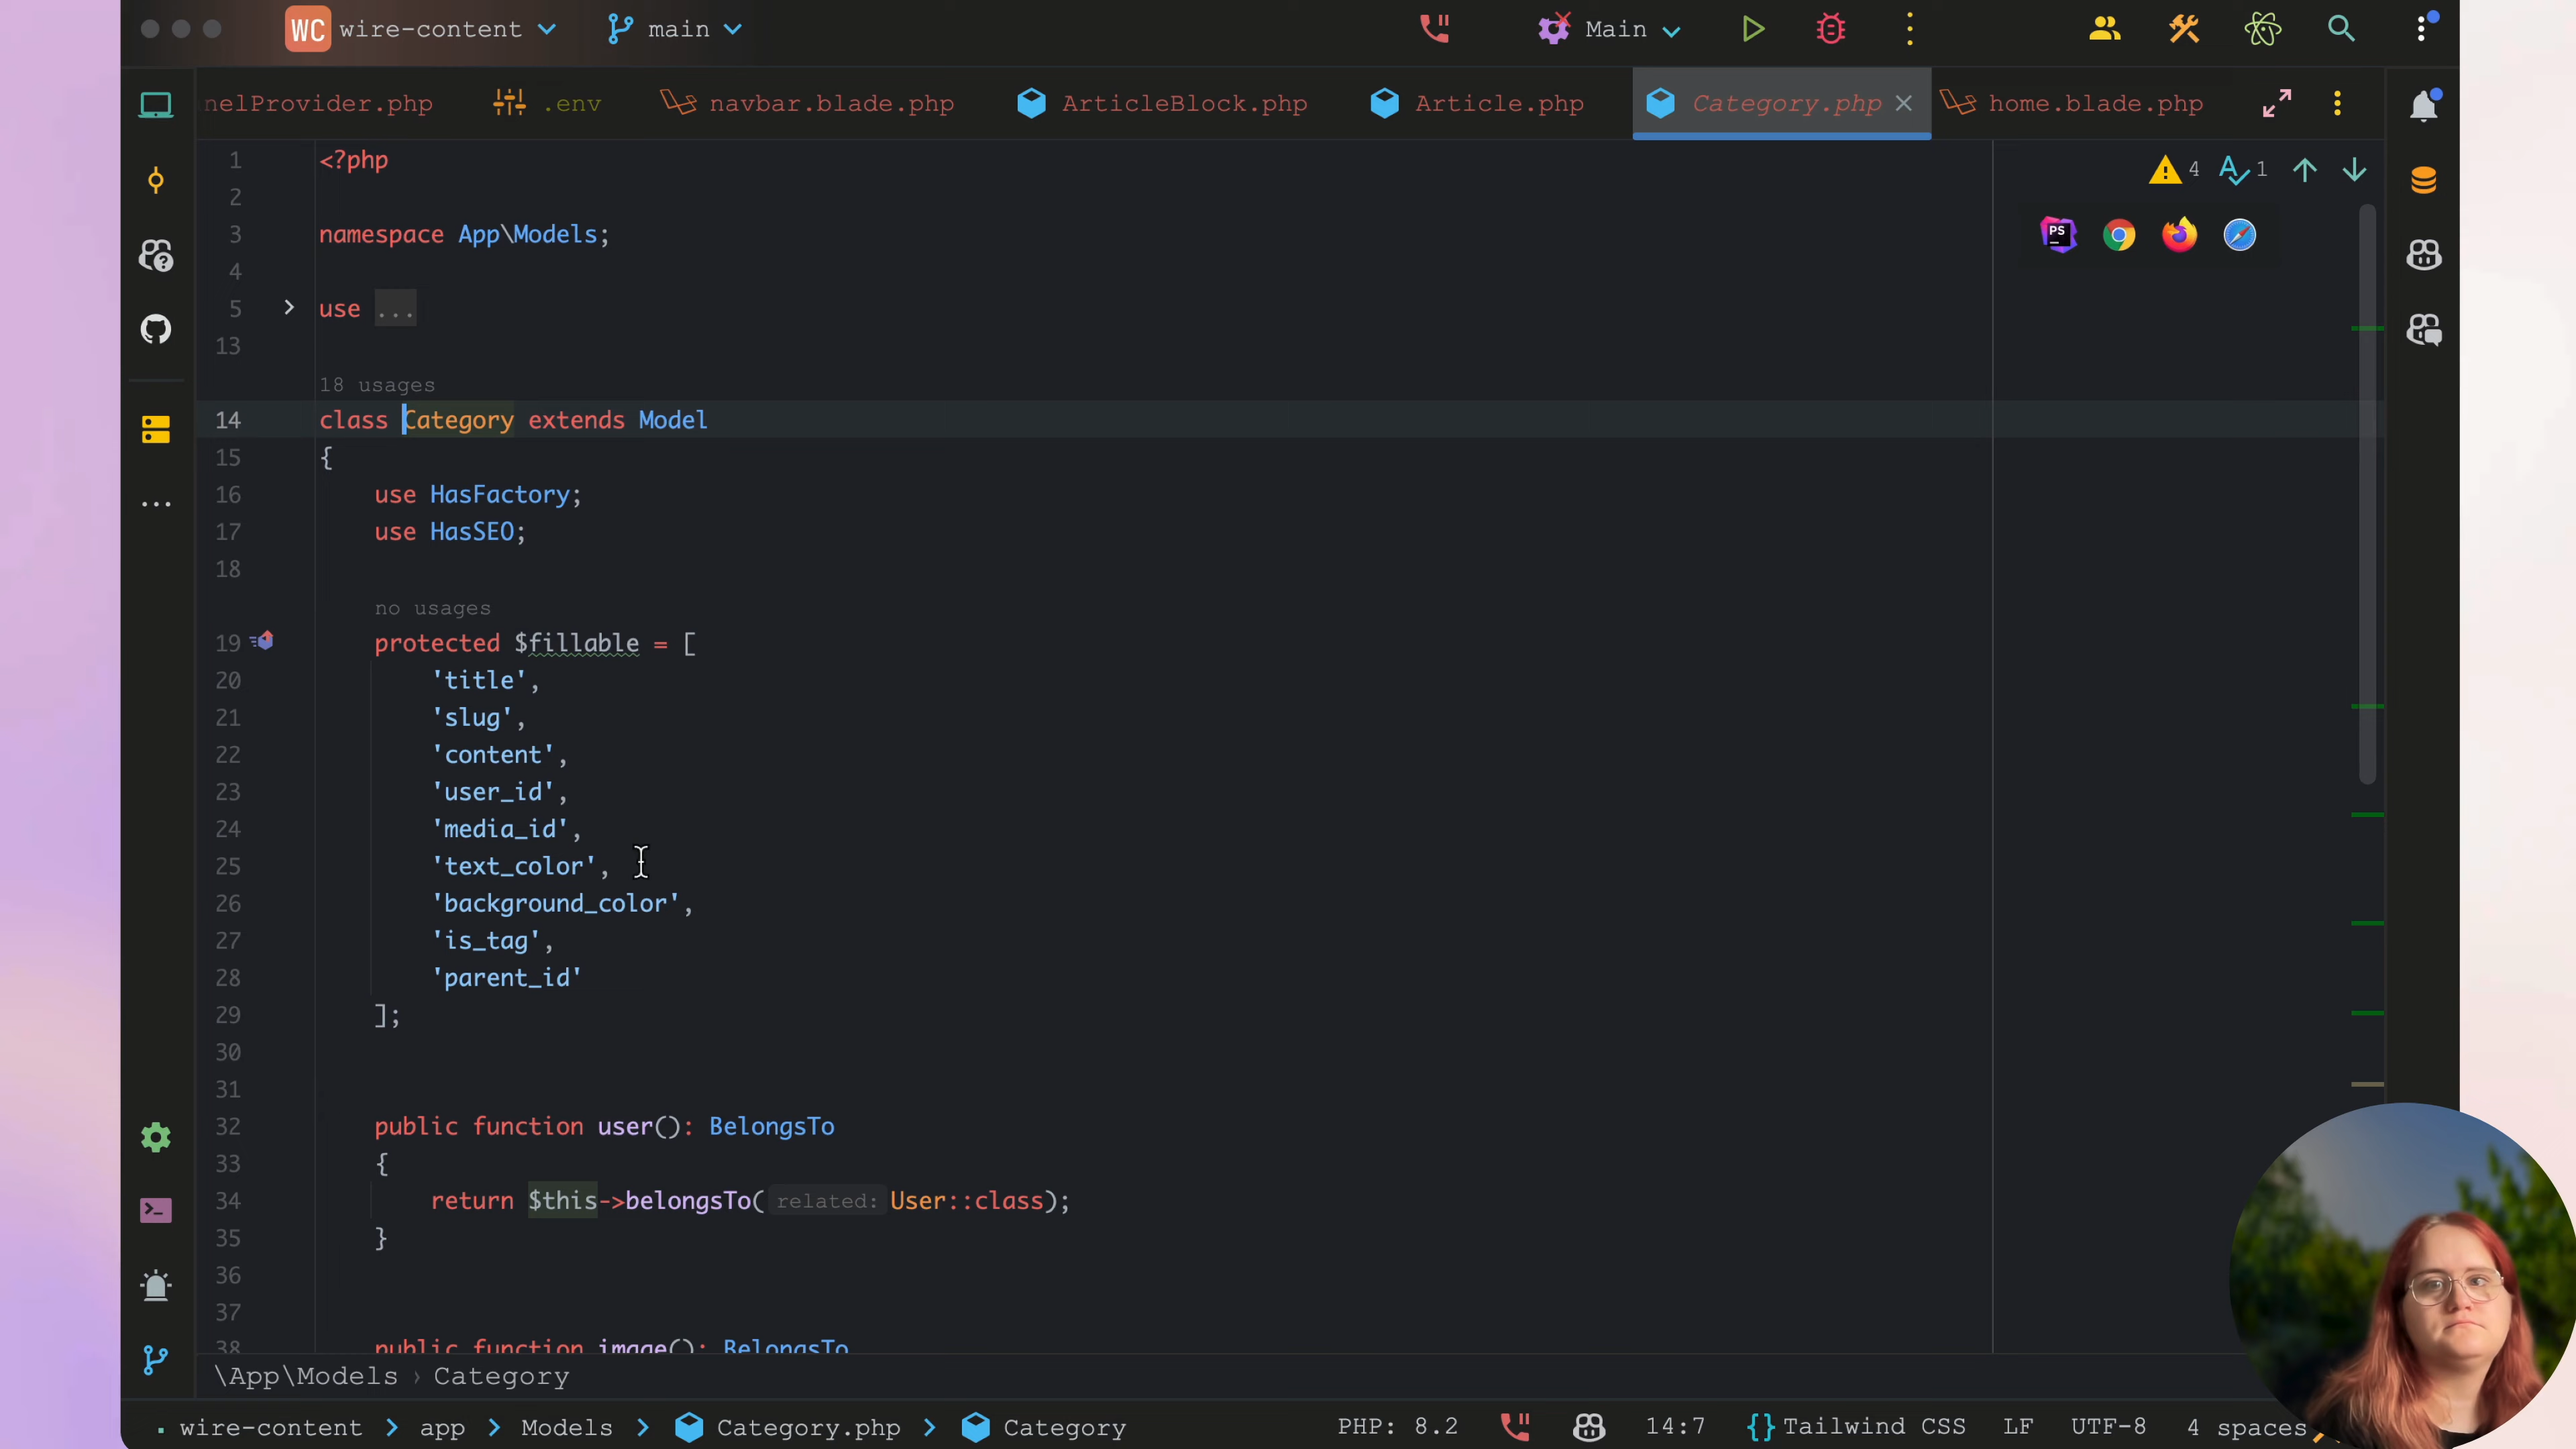 WC wire-content main Main
nelProvider.php .env navbar.blade.php ArticleBlock.php Article.php Category.php home.blade.php
1 <?php
4 1
2
3 namespace App\Models;
PS
4
5 use ...
13
18 usages
14 class Category extends Model
15 {
16 use HasFactory;
17 use HasSEO;
18
no usages
19 protected $fillable = [
20 'title',
21 'slug',
22 'content',
23 'user_id',
24 'media_id',
25 'text_color',
26 'background_color',
27 'is_tag',
28 'parent_id'
29 ];
30
31
32 public function user(): BelongsTo
33 {
34 return $this->belongsTo( related: User::class);
35 }
36
37
38 public function image(): BelongsTo
\App\Models › Category
wire-content > app > Models > Category.php > Category PHP: 8.2 14:7 {} Tailwind CSS LF UTF-8 4 spaces